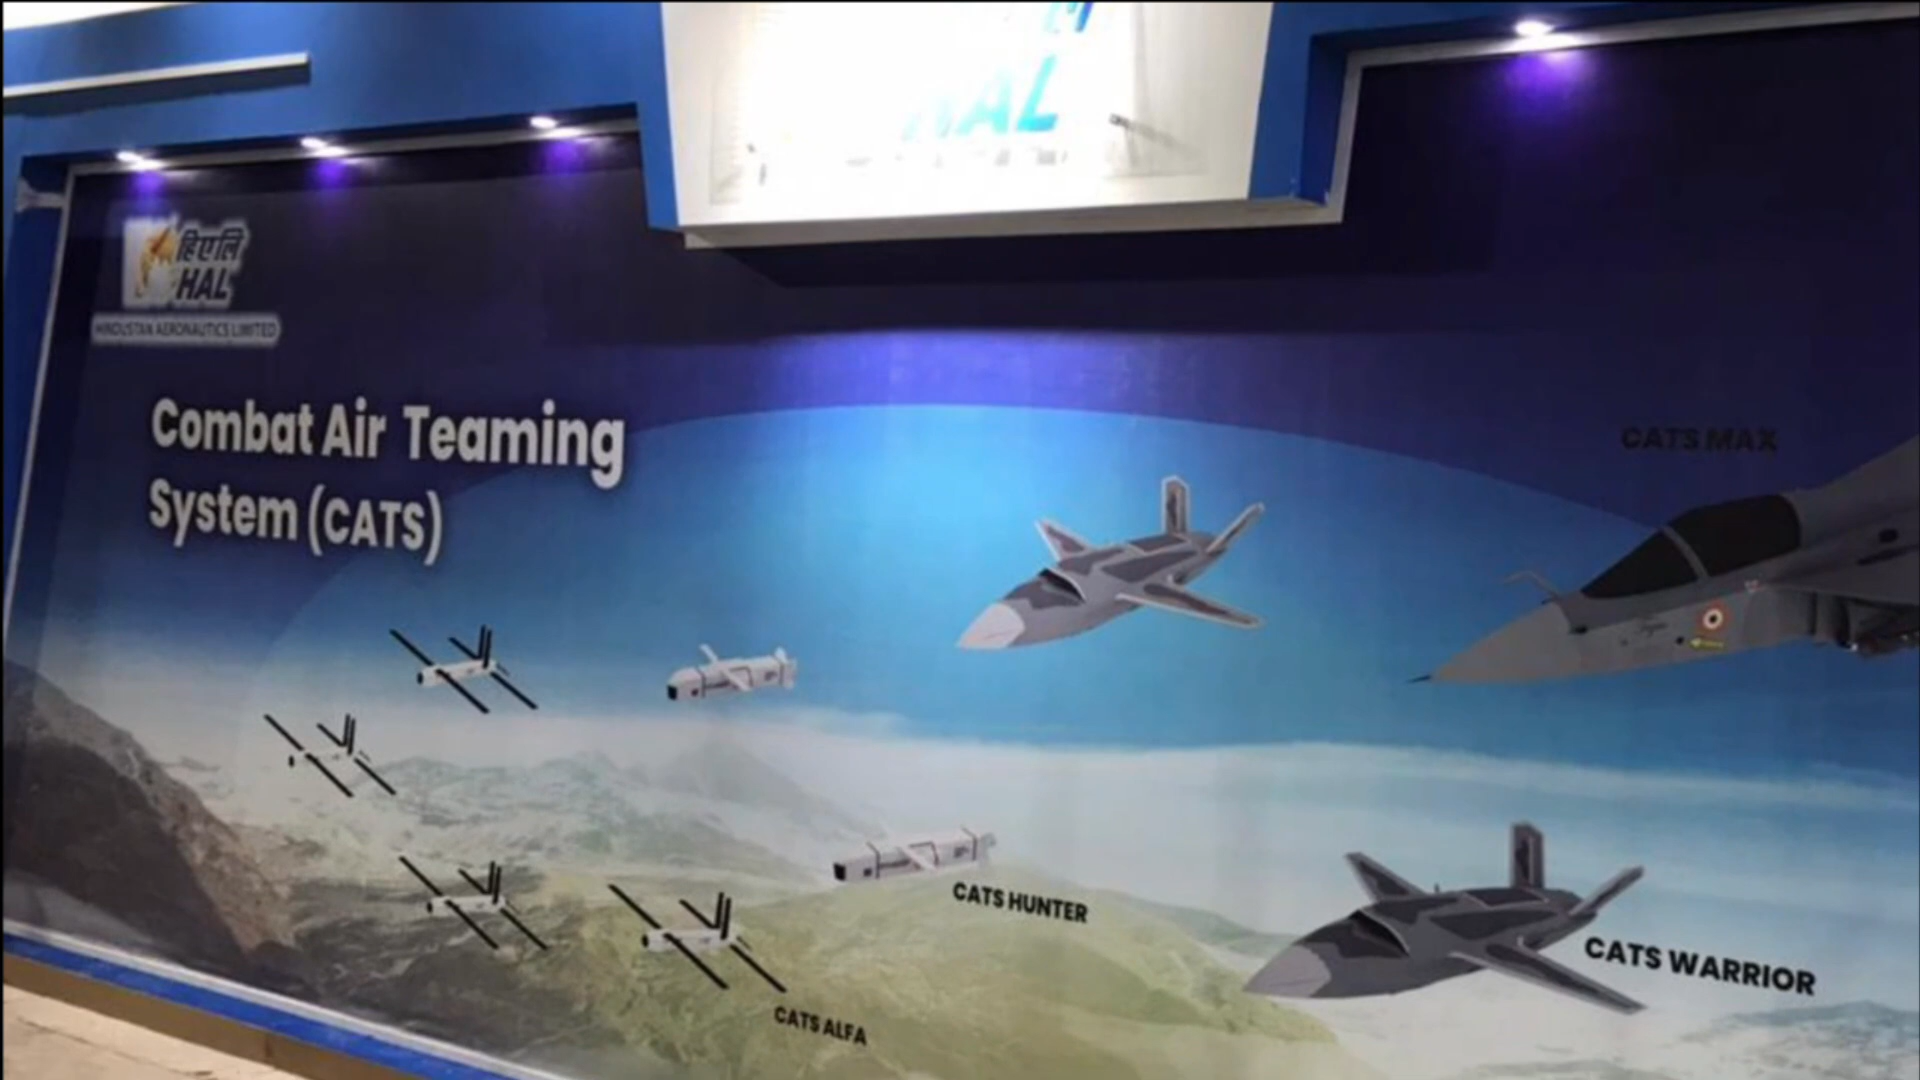 HAL
हिएलि
HAL
HINDUSTAN AERONAUTICS LIMITED
Combat Air Teaming
System (CATS)
CATS MAX
CATS HUNTER
CATS WARRIOR
CATS ALFA